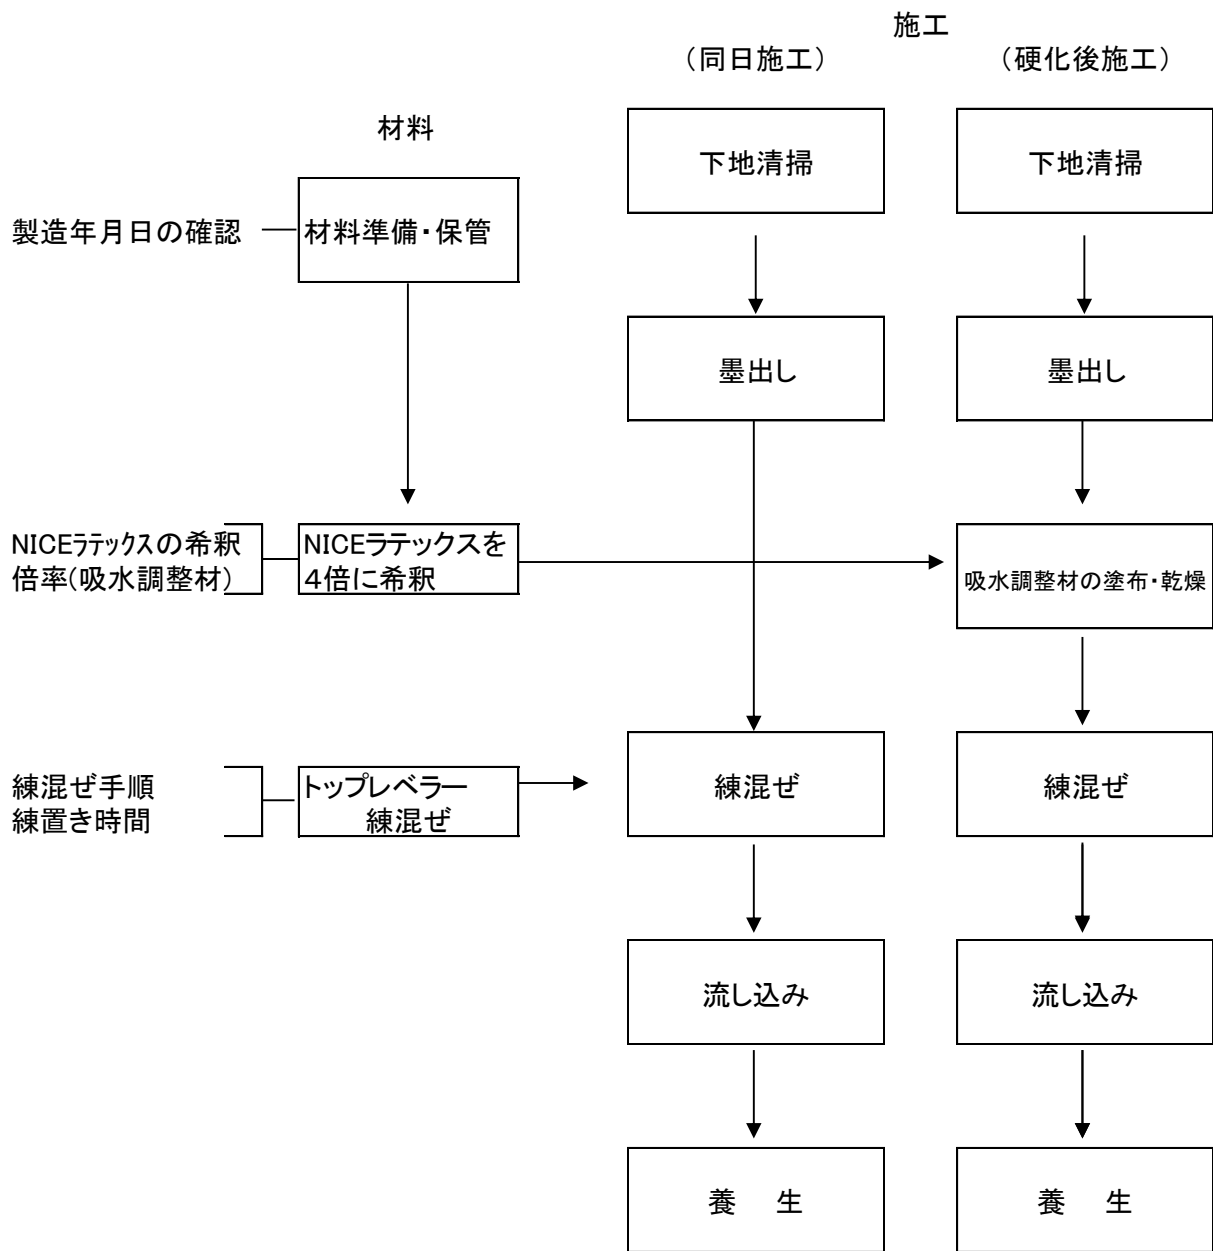 施工
（同日施工）
（硬化後施工）
材料
下地清掃
下地清掃
製造年月日の確認
材料準備・保管
墨出し
墨出し
NICEﾗﾃｯｸｽの希釈
倍率(吸水調整材)
NICEラテックスを
４倍に希釈
吸水調整材の塗布・乾燥
練混ぜ手順
練置き時間
トップレベラー
練混ぜ
練混ぜ
練混ぜ
流し込み
流し込み
養　生
養　生